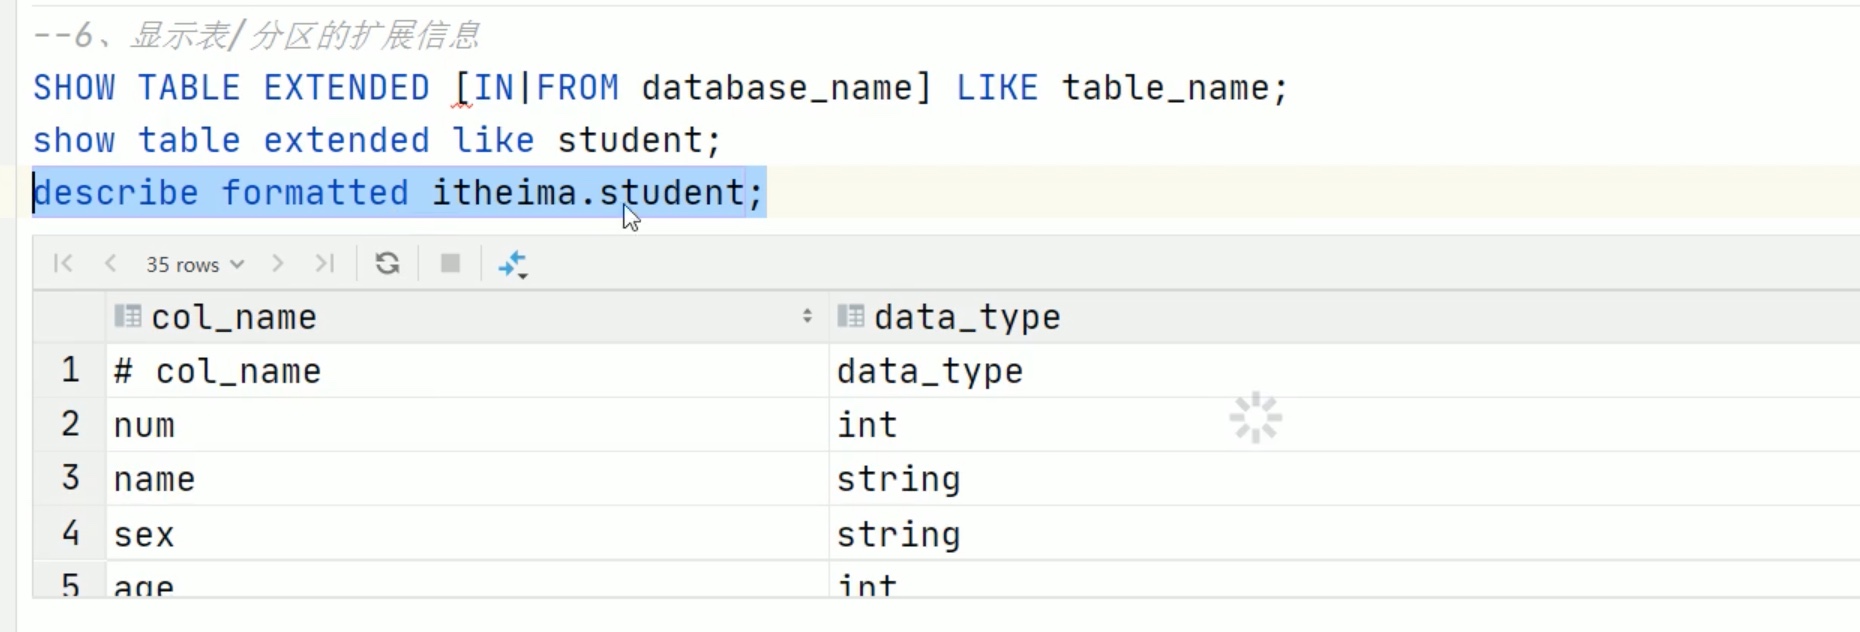 --6、显示表/分区的扩展信息
SHOW TABLE EXTENDED [IN|FROM database_name] LIKE table_name;
show table extended like student;
describe formatted itheima.student;
35 rows
col_name data_type
1 # col_name data_type
2 num int
3 name string
4 sex string
5 age int